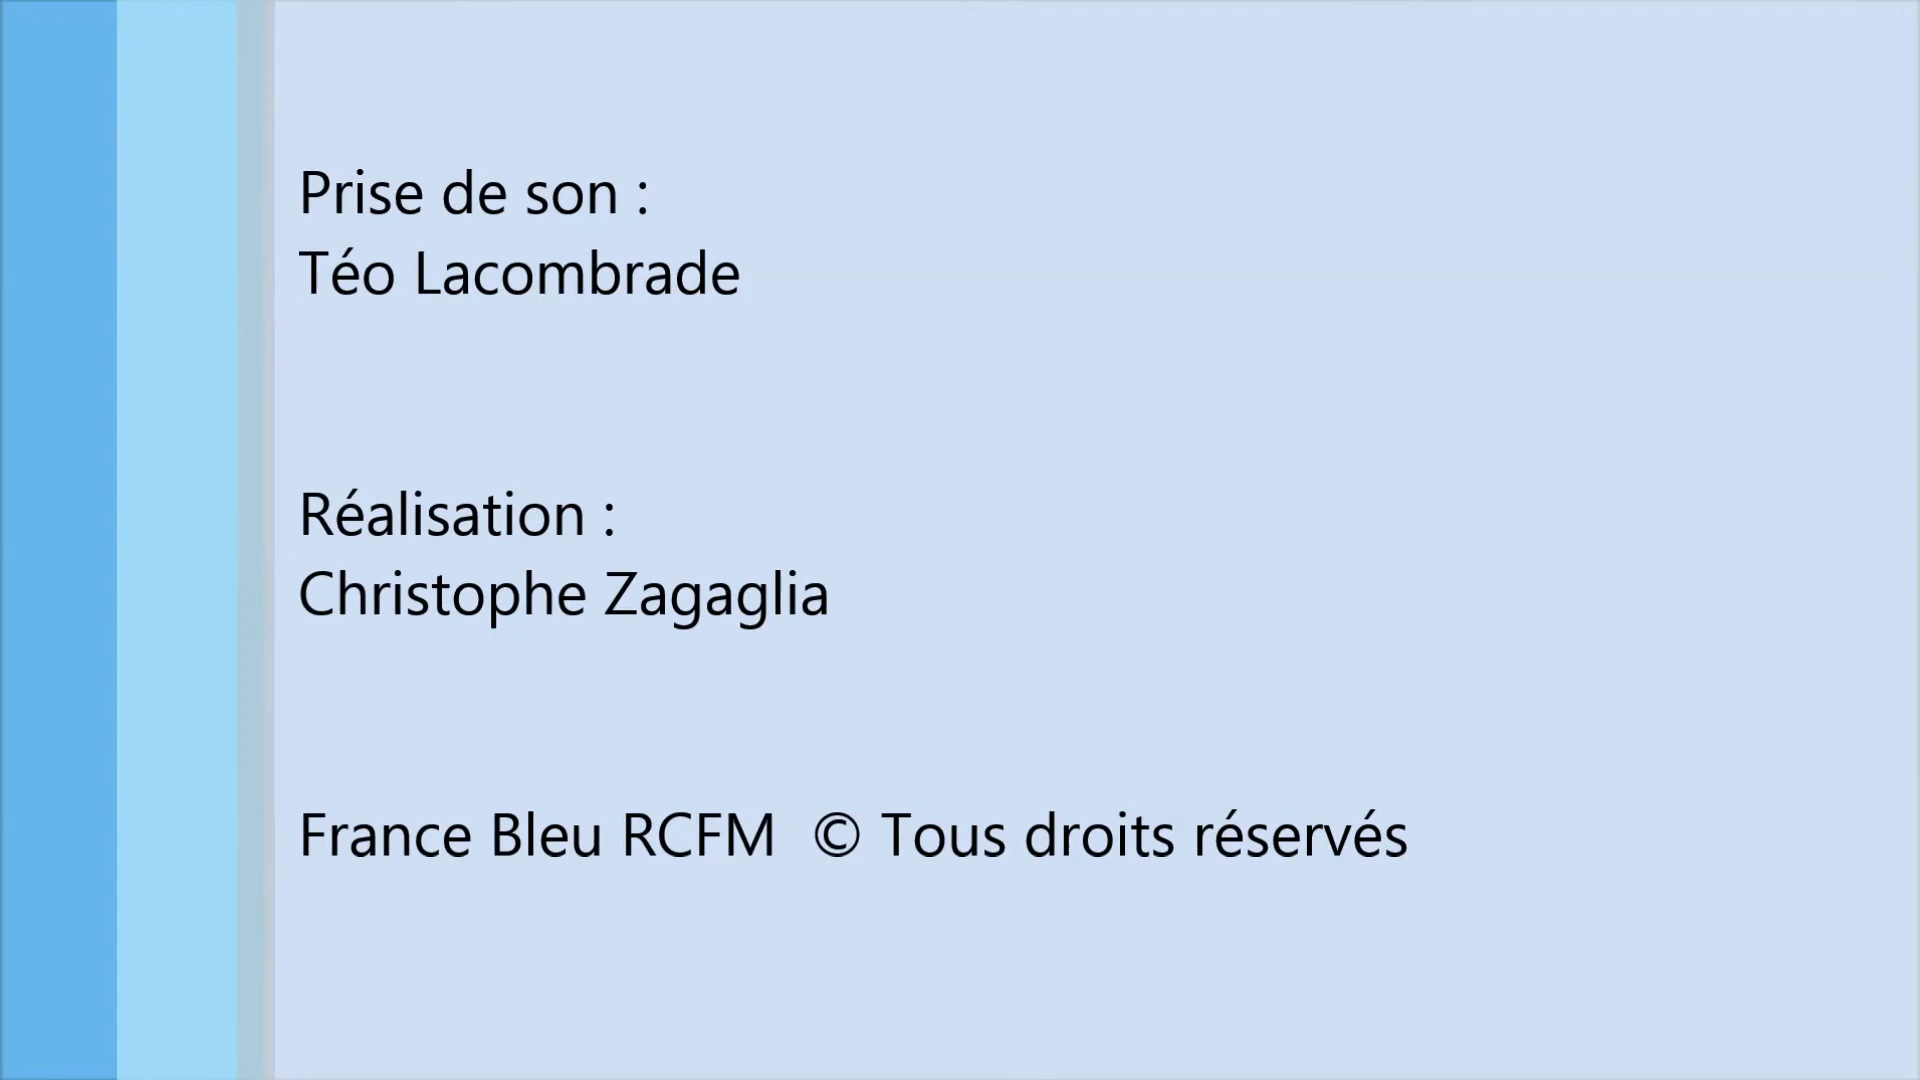 Prise de son :
Téo Lacombrade
Réalisation :
Christophe Zagaglia
France Bleu RCFM  © Tous droits réservés